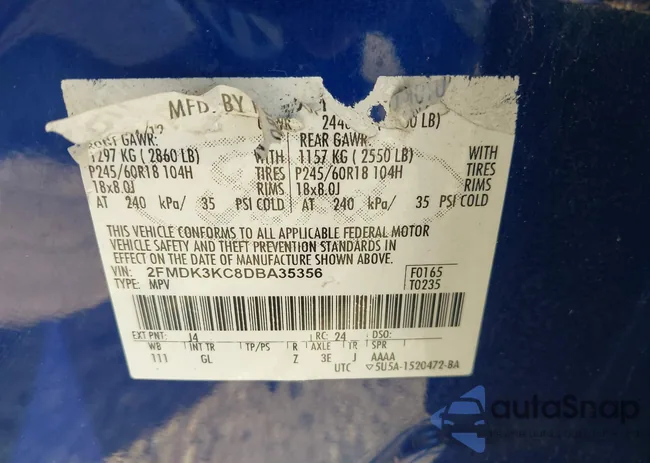 MFD. BY
FRONT GAWR: REAR GAWR:
1297 KG ( 2860 LB) WITH 1157 KG ( 2550 LB) WITH
P245/60R18 104H TIRES P245/60R18 104H TIRES
18x8.0J RIMS 18x8.0J RIMS
AT 240 kPa/ 35 PSI COLD AT 240 kPa/ 35 PSI COLD
THIS VEHICLE CONFORMS TO ALL APPLICABLE FEDERAL MOTOR
VEHICLE SAFETY AND THEFT PREVENTION STANDARDS IN
EFFECT ON THE DATE OF MANUFACTURE SHOWN ABOVE.
VIN: 2FMDK3KC8DBA35356 F0165
TYPE: MPV T0235
EXT PNT: J4 RC: 24 DSO:
WB INT TR TP/PS R AXLE TR SPR
111 GL Z 3E J AAAA
UTC ▽5U5A-1520472-BA
autoSnap